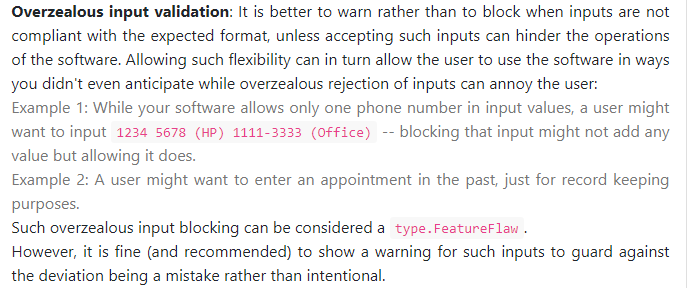 Overzealous input validation: It is better to warn rather than to block when inputs are not
compliant with the expected format, unless accepting such inputs can hinder the operations
of the software. Allowing such flexibility can in turn allow the user to use the software in ways
you didn't even anticipate while overzealous rejection of inputs can annoy the user:
Example 1: While your software allows only one phone number in input values, a user might
want to input 1234 5678 (HP) 1111-3333 (Office) -- blocking that input might not add any
value but allowing it does.
Example 2: A user might want to enter an appointment in the past, just for record keeping
purposes.
Such overzealous input blocking can be considered a type.FeatureFlaw.
However, it is fine (and recommended) to show a warning for such inputs to guard against
the deviation being a mistake rather than intentional.